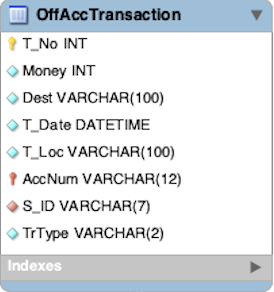 OffAccTransaction
T_No INT
Money INT
Dest VARCHAR(100)
T_Date DATETIME
T_Loc VARCHAR(100)
AccNum VARCHAR(12)
S_ID VARCHAR(7)
TrType VARCHAR(2)
Indexes